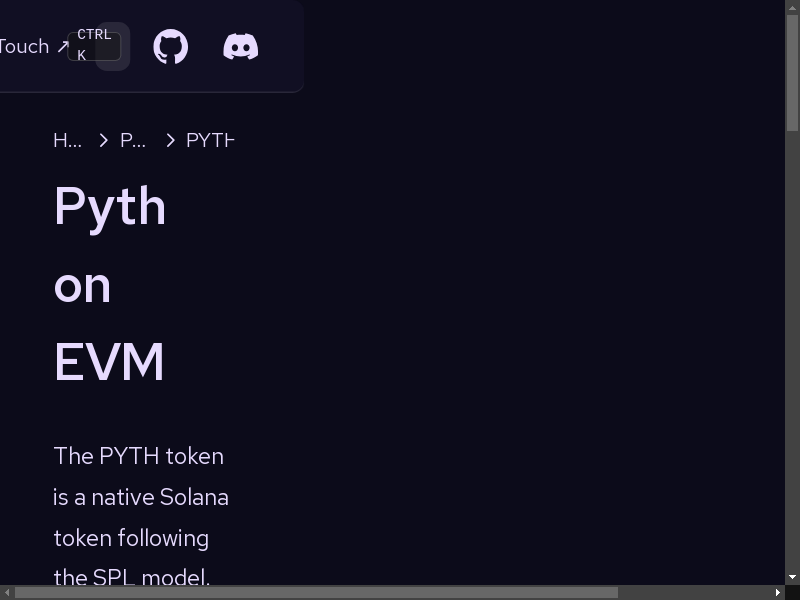 Touch ↗
CTRL
K
H... > P... > PYTH
Pyth
on
EVM
The PYTH token
is a native Solana
token following
the SPL model.